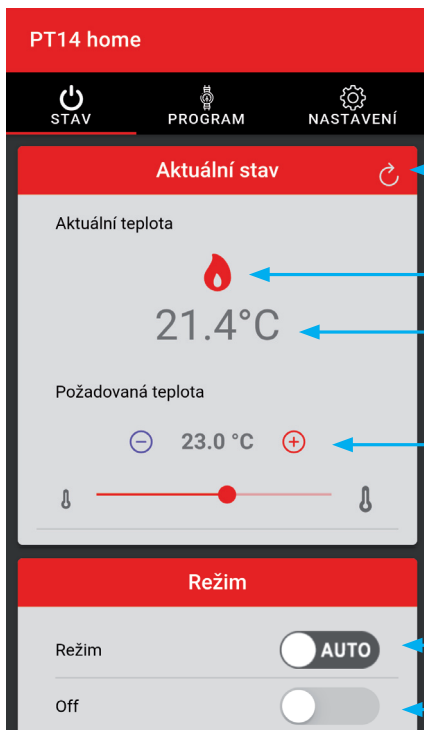 PT14 home
STAV PROGRAM NASTAVENÍ
Aktuální stav
Aktuální teplota
21.4°C
Požadovaná teplota
23.0 °C
Režim
Režim AUTO
Off